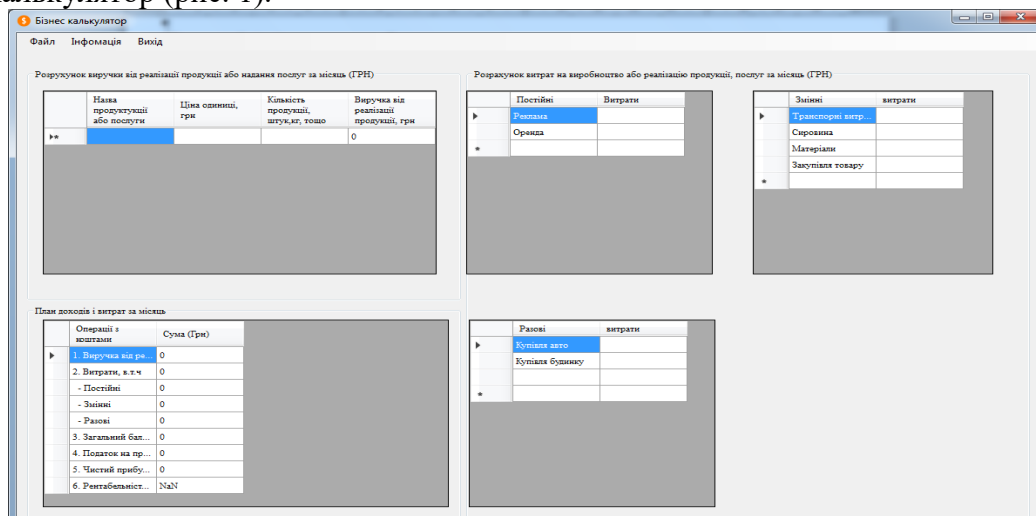 калькулятор (рис. 1).
Бізнес калькулятор
Файл Інфомація Вихід
Розрухунок виручки від реалізації продукції або надання послуг за місяць (ГРН)
Назва продуктукції або послуги
Ціна одиниці, грн
Кількість продукції, штук,кг, тощо
Виручка від реалізації продукції, грн
0
Розрахунок витрат на виробноцтво або реалізацію продукції, послуг за місяць (ГРН)
Постійні Витрати
Реклама
Оренда
Змінні витрати
Транспорні витр...
Сировина
Матеріали
Закупівля товару
План доходів і витрат за місяць
Операції з коштами
Сума (Грн)
1. Виручка від ре... 0
2. Витрати, в.т.ч 0
- Постійні 0
- Змінні 0
- Разові 0
3. Загальний бал... 0
4. Податок на пр... 0
5. Чистий прибу... 0
6. Рентабельніст... NaN
Разові витрати
Купівля авто
Купівля будинку